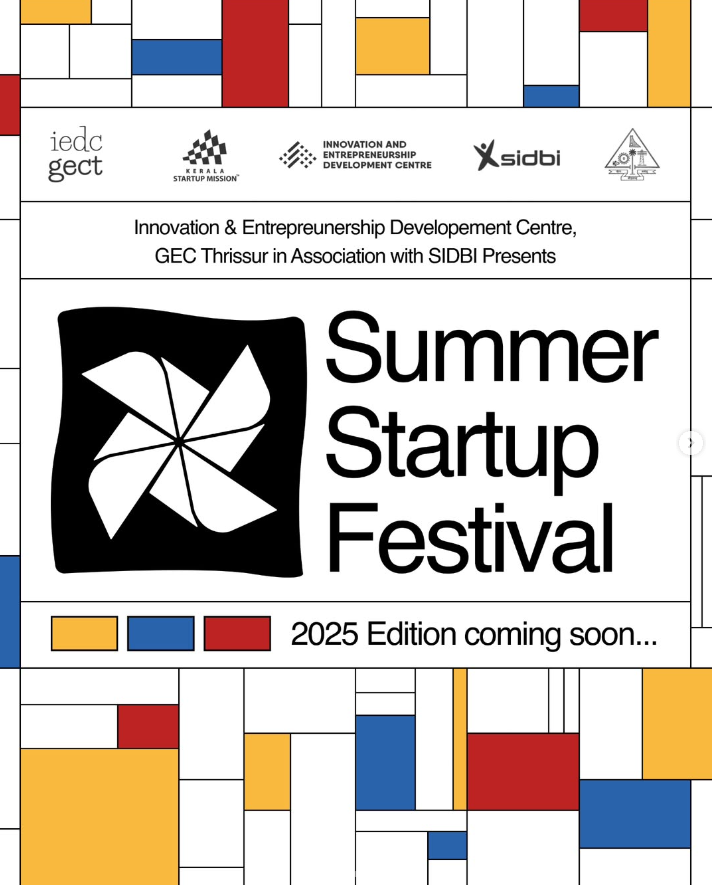 iedc
gect
KERALA
STARTUP MISSION
INNOVATION AND
ENTREPRENEURSHIP
DEVELOPMENT CENTRE
sidbi
Innovation & Entrepreunership Developement Centre,
GEC Thrissur in Association with SIDBI Presents
Summer
Startup
Festival
2025 Edition coming soon...